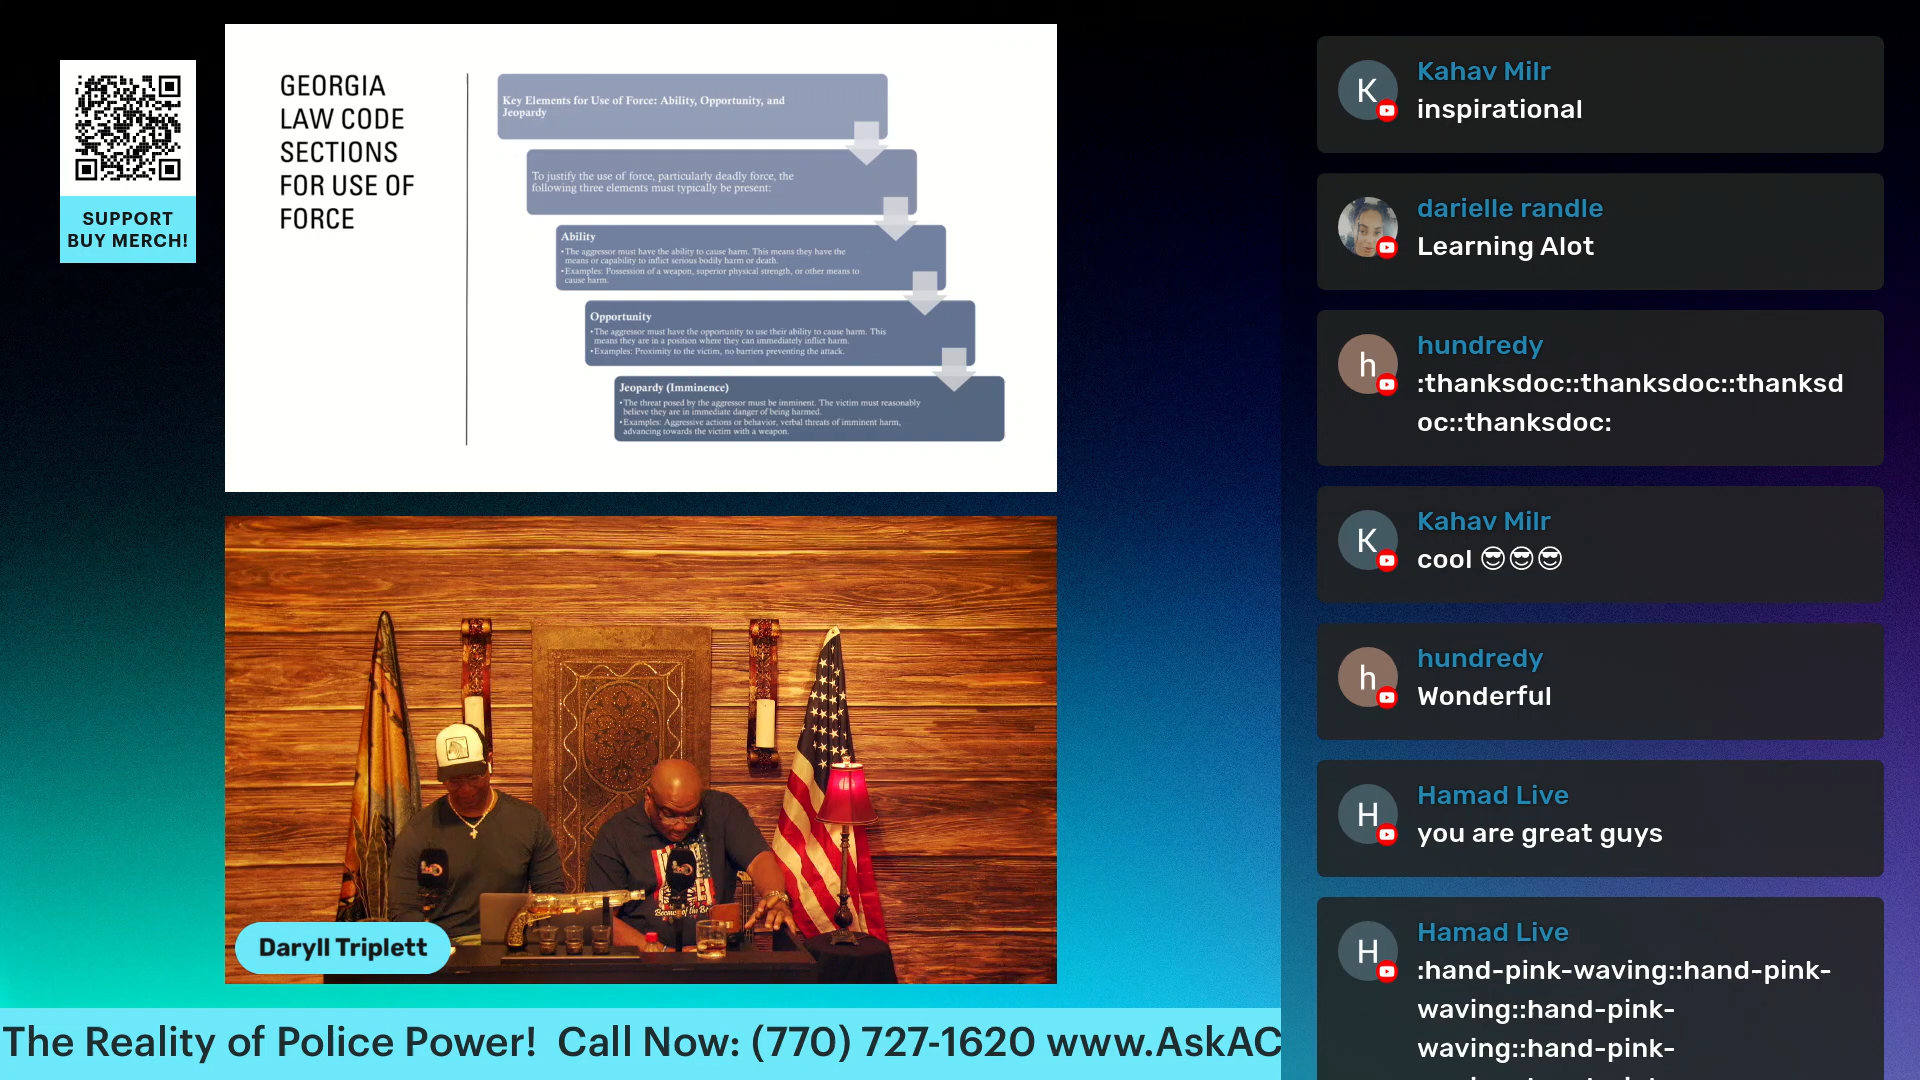 SUPPORT
BUY MERCH!
GEORGIA
LAW CODE
SECTIONS
FOR USE OF
FORCE
Key Elements for Use of Force: Ability, Opportunity, and
Jeopardy
To justify the use of force, particularly deadly force, the
following three elements must typically be present:
Ability
•The aggressor must have the ability to cause harm. This means they have the
means or capability to inflict serious bodily harm or death.
•Examples: Possession of a weapon, superior physical strength, or other means to
cause harm.
Opportunity
•The aggressor must have the opportunity to use their ability to cause harm. This
means they are in a position where they can immediately inflict harm.
•Examples: Proximity to the victim, no barriers preventing the attack.
Jeopardy (Imminence)
•The threat posed by the aggressor must be imminent. The victim must reasonably
believe they are in immediate danger of being harmed.
•Examples: Aggressive actions or behavior, verbal threats of imminent harm,
advancing towards the victim with a weapon.
Because of the
Daryll Triplett
The Reality of Police Power! Call Now: (770) 727-1620 www.AskAC
K
Kahav Milr
inspirational
darielle randle
Learning Alot
h
hundredy
:thanksdoc::thanksdoc::thanksd
oc::thanksdoc:
K
Kahav Milr
cool 😎😎😎
h
hundredy
Wonderful
H
Hamad Live
you are great guys
H
Hamad Live
:hand-pink-waving::hand-pink-
waving::hand-pink-
waving::hand-pink-